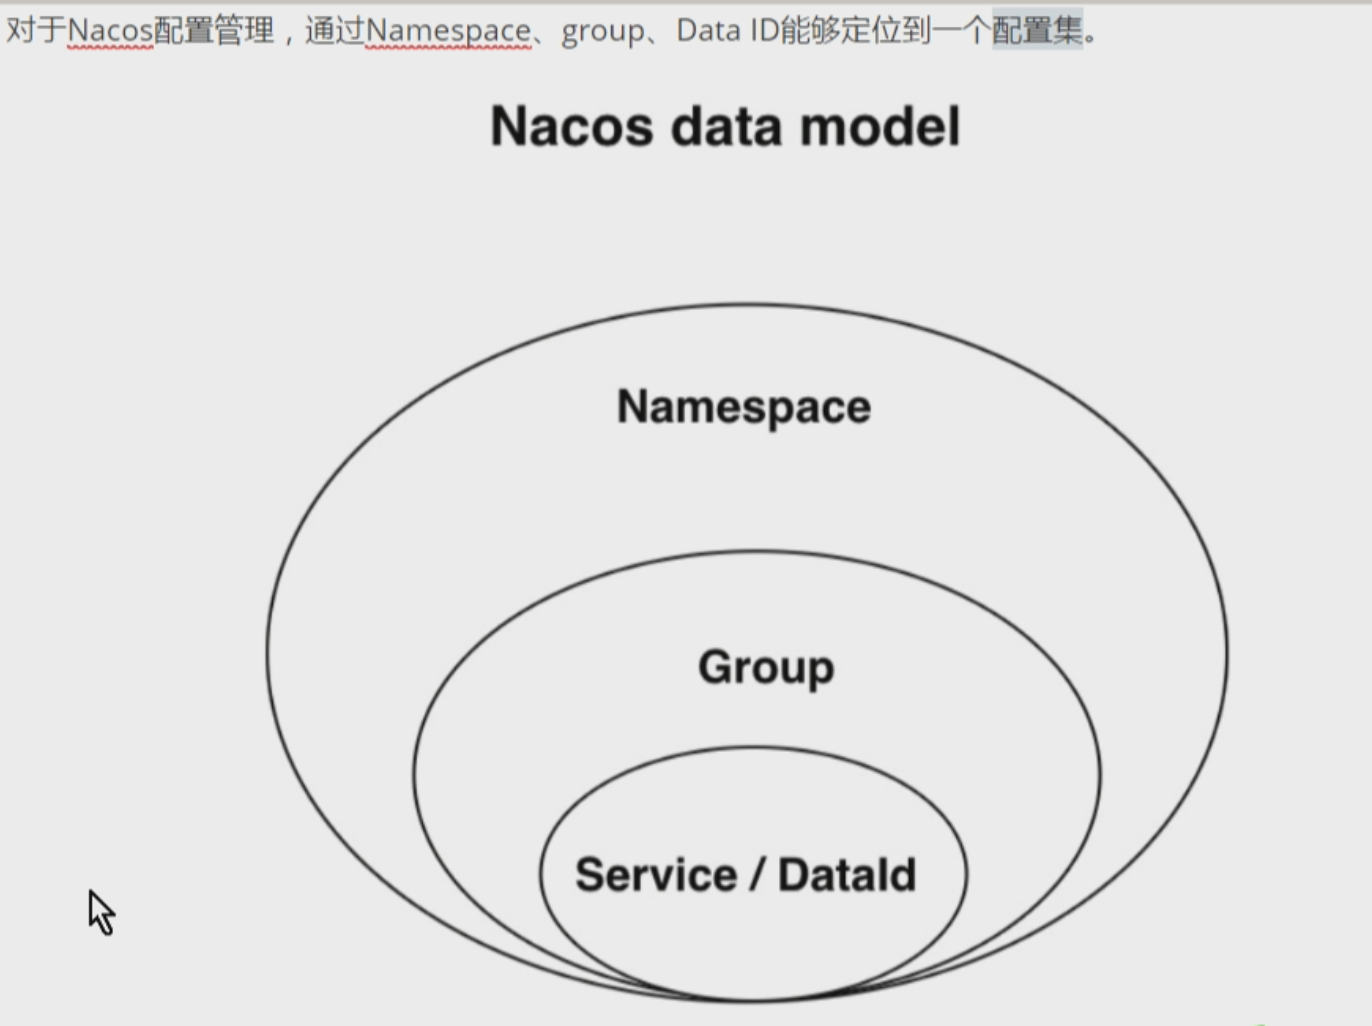 对于Nacos配置管理，通过Namespace、group、Data ID能够定位到一个配置集。
Nacos data model
Namespace
Group
Service / DataId